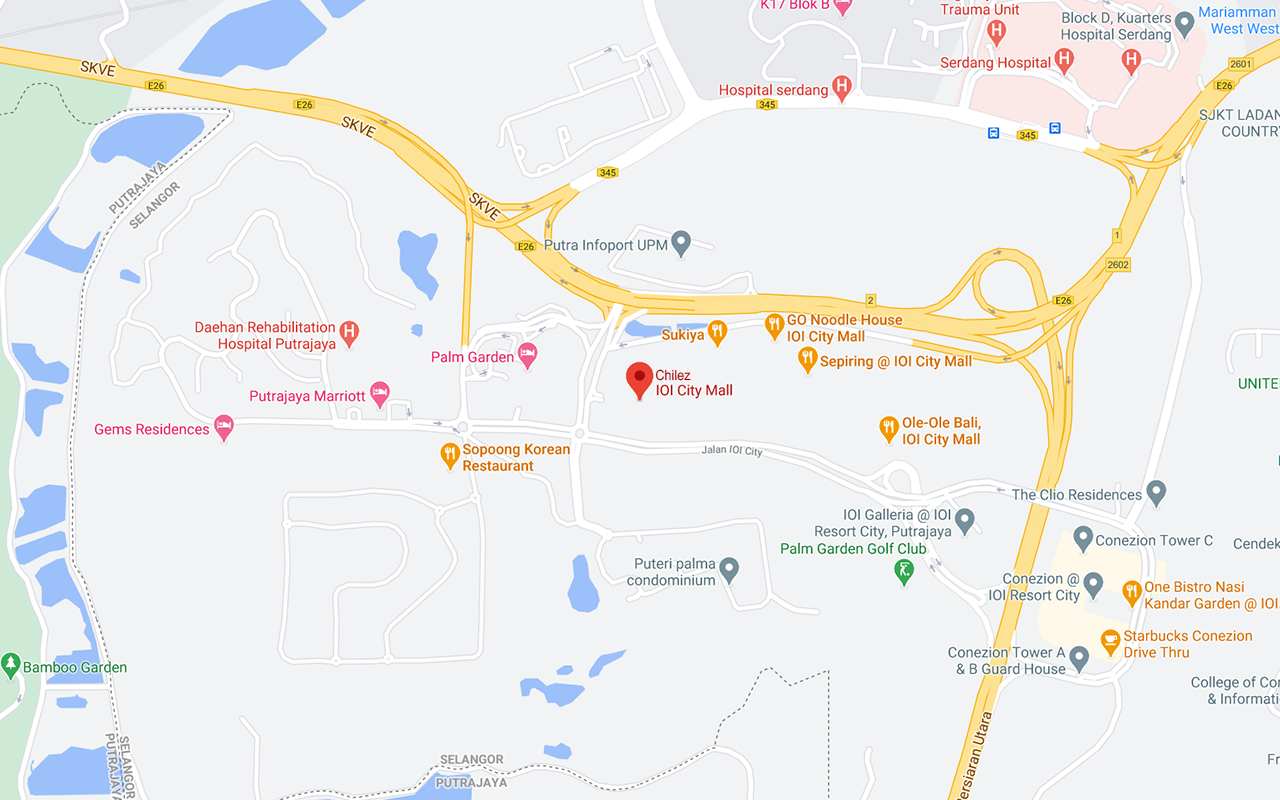 K17 Blok B
Trauma Unit
Block D, Kuarters
Hospital Serdang
Mariamman
West West
SKVE
E26
Serdang Hospital
2601
E26
Hospital serdang
345
E26
SKVE
345
SJKT LADAN
COUNTRY
345
PUTRAJAYA
SELANGOR
SKVE
E26
Putra Infoport UPM
1
2602
2
E26
Daehan Rehabilitation
Hospital Putrajaya
Sukiya
GO Noodle House
IOI City Mall
Palm Garden
Sepiring @ IOI City Mall
Chilez
IOI City Mall
UNITE
Putrajaya Marriott
Gems Residences
Ole-Ole Bali,
IOI City Mall
Sopoong Korean
Restaurant
Jalan IOI City
The Clio Residences
IOI Galleria @ IOI
Resort City, Putrajaya
Conezion Tower C
Cendek
Palm Garden Golf Club
Puteri palma
condominium
Conezion @
IOI Resort City
One Bistro Nasi
Kandar Garden @ IOI
Starbucks Conezion
Drive Thru
Conezion Tower A
& B Guard House
Bamboo Garden
College of Co
& Informati
Persiaran Utara
SELANGOR
PUTRAJAYA
SELANGOR
PUTRAJAYA
Fr